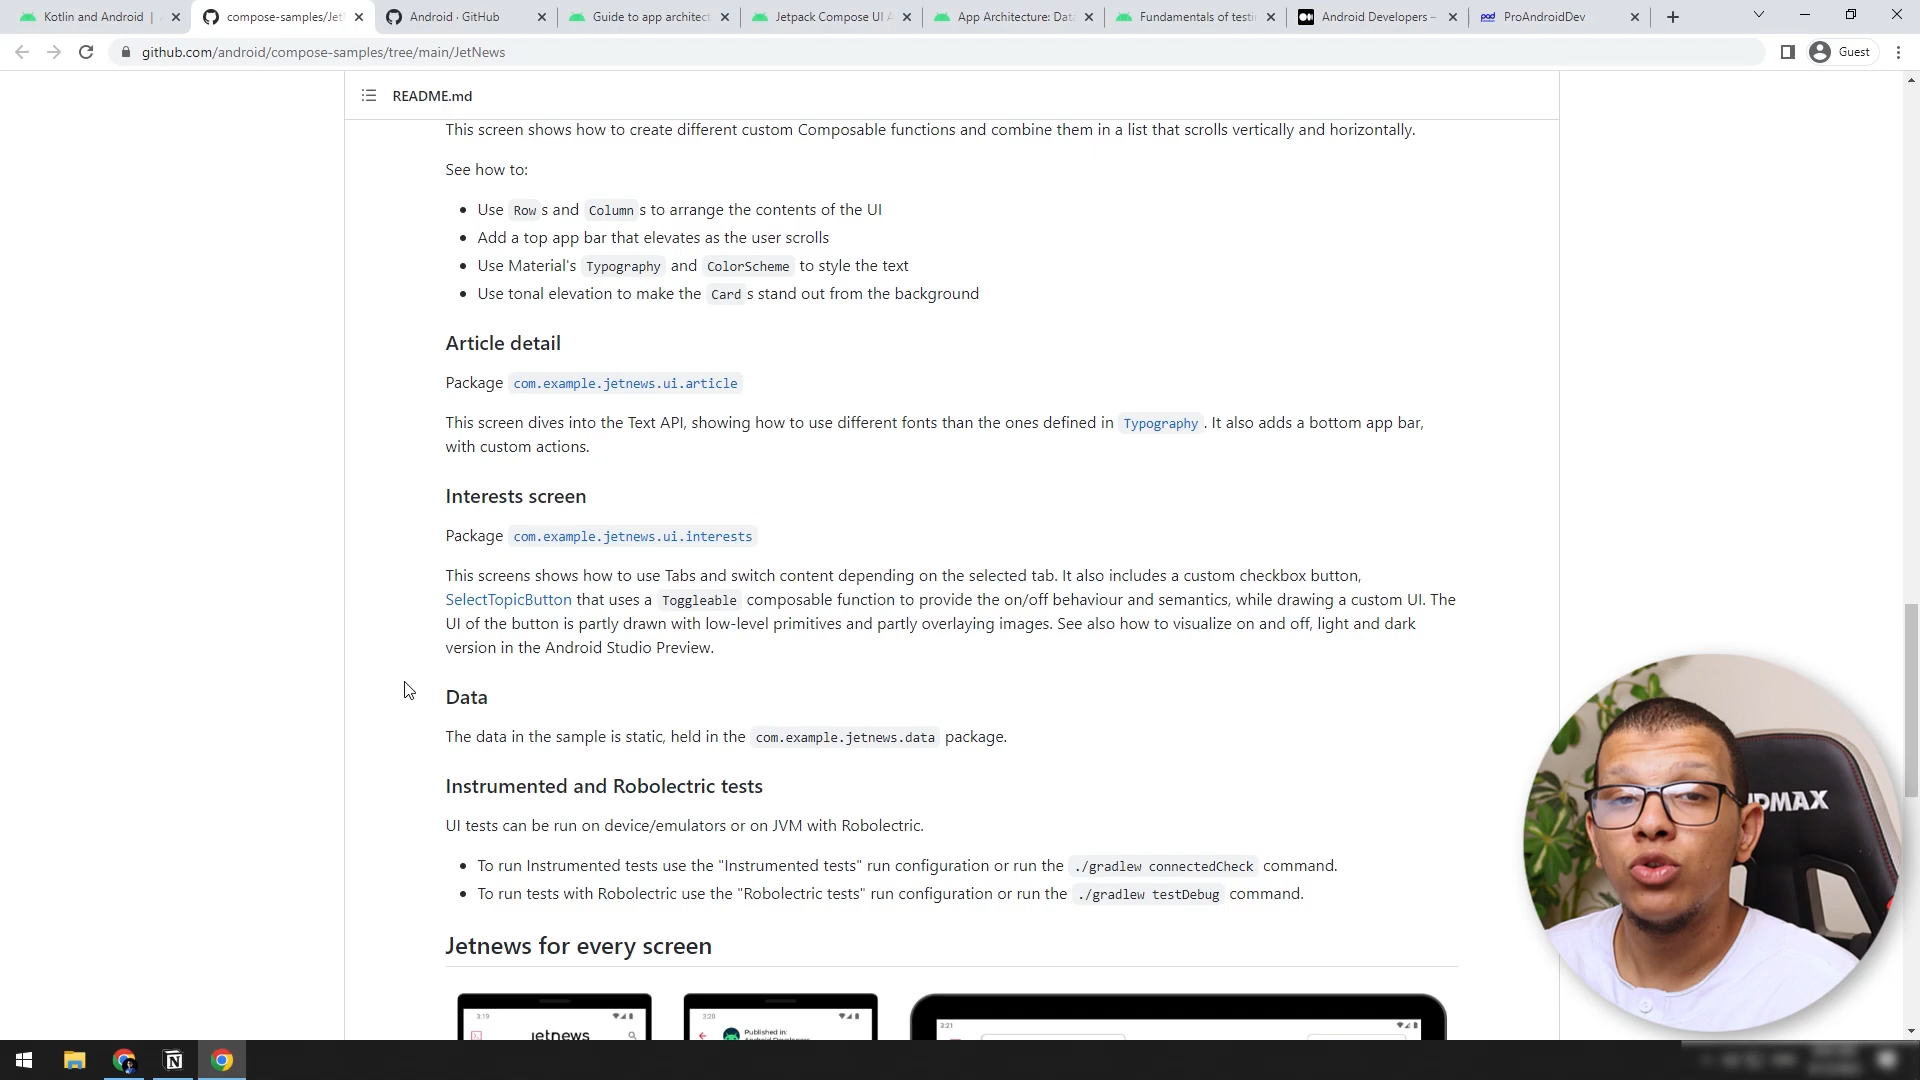 Kotlin and Android |
compose-samples/Jet
Android · GitHub
Guide to app architect
Jetpack Compose UI A
App Architecture: Dat
Fundamentals of testi
Android Developers –
pad ProAndroidDev
github.com/android/compose-samples/tree/main/JetNews
Guest
README.md
This screen shows how to create different custom Composable functions and combine them in a list that scrolls vertically and horizontally.
See how to:
• Use Row s and Column s to arrange the contents of the UI
• Add a top app bar that elevates as the user scrolls
• Use Material's Typography and ColorScheme to style the text
• Use tonal elevation to make the Card s stand out from the background
Article detail
Package com.example.jetnews.ui.article
This screen dives into the Text API, showing how to use different fonts than the ones defined in Typography . It also adds a bottom app bar,
with custom actions.
Interests screen
Package com.example.jetnews.ui.interests
This screens shows how to use Tabs and switch content depending on the selected tab. It also includes a custom checkbox button,
SelectTopicButton that uses a Toggleable composable function to provide the on/off behaviour and semantics, while drawing a custom UI. The
UI of the button is partly drawn with low-level primitives and partly overlaying images. See also how to visualize on and off, light and dark
version in the Android Studio Preview.
Data
The data in the sample is static, held in the com.example.jetnews.data package.
Instrumented and Robolectric tests
UI tests can be run on device/emulators or on JVM with Robolectric.
• To run Instrumented tests use the "Instrumented tests" run configuration or run the ./gradlew connectedCheck command.
• To run tests with Robolectric use the "Robolectric tests" run configuration or run the ./gradlew testDebug command.
Jetnews for every screen
3:19
Jetnews
3:20
Published in:
Android Developers
3:21
DMAX